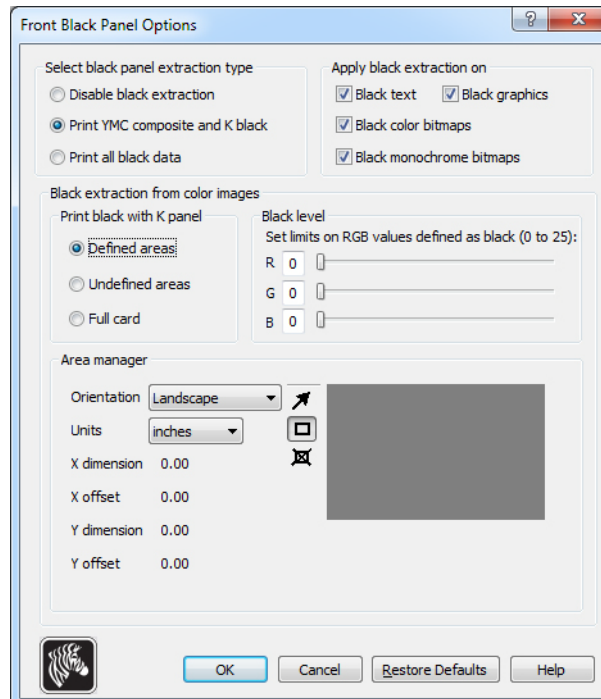 Front Black Panel Options
?
Select black panel extraction type
Disable black extraction
Print YMC composite and K black
Print all black data
Apply black extraction on
Black text
Black graphics
Black color bitmaps
Black monochrome bitmaps
Black extraction from color images
Print black with K panel
Defined areas
Undefined areas
Full card
Black level
Set limits on RGB values defined as black (0 to 25):
R 0
G 0
B 0
Area manager
Orientation Landscape
Units inches
X dimension 0.00
X offset 0.00
Y dimension 0.00
Y offset 0.00
OK Cancel Restore Defaults Help